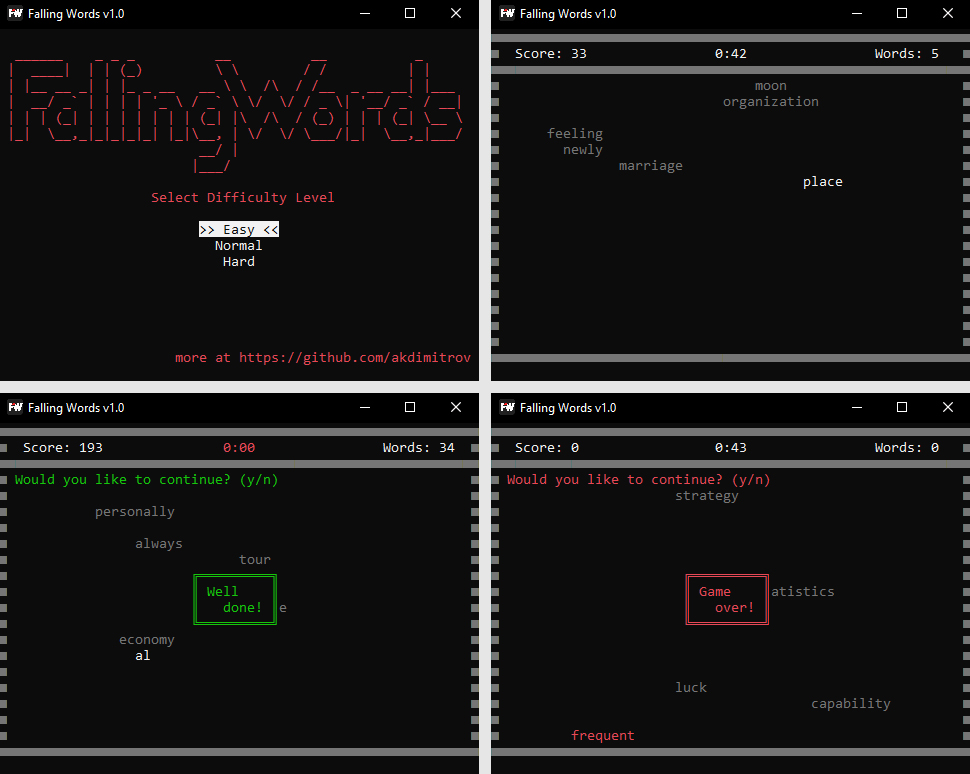 FW Falling Words v1.0
FallingWords
Select Difficulty Level
>> Easy <<
Normal
Hard
more at https://github.com/akdimitrov
FW Falling Words v1.0
Score: 33 0:42 Words: 5
moon
organization
feeling
newly
marriage
place
FW Falling Words v1.0
Score: 193 0:00 Words: 34
Would you like to continue? (y/n)
personally
always
tour
Well
done! e
economy
al
FW Falling Words v1.0
Score: 0 0:43 Words: 0
Would you like to continue? (y/n)
strategy
Game atistics
over!
luck
capability
frequent